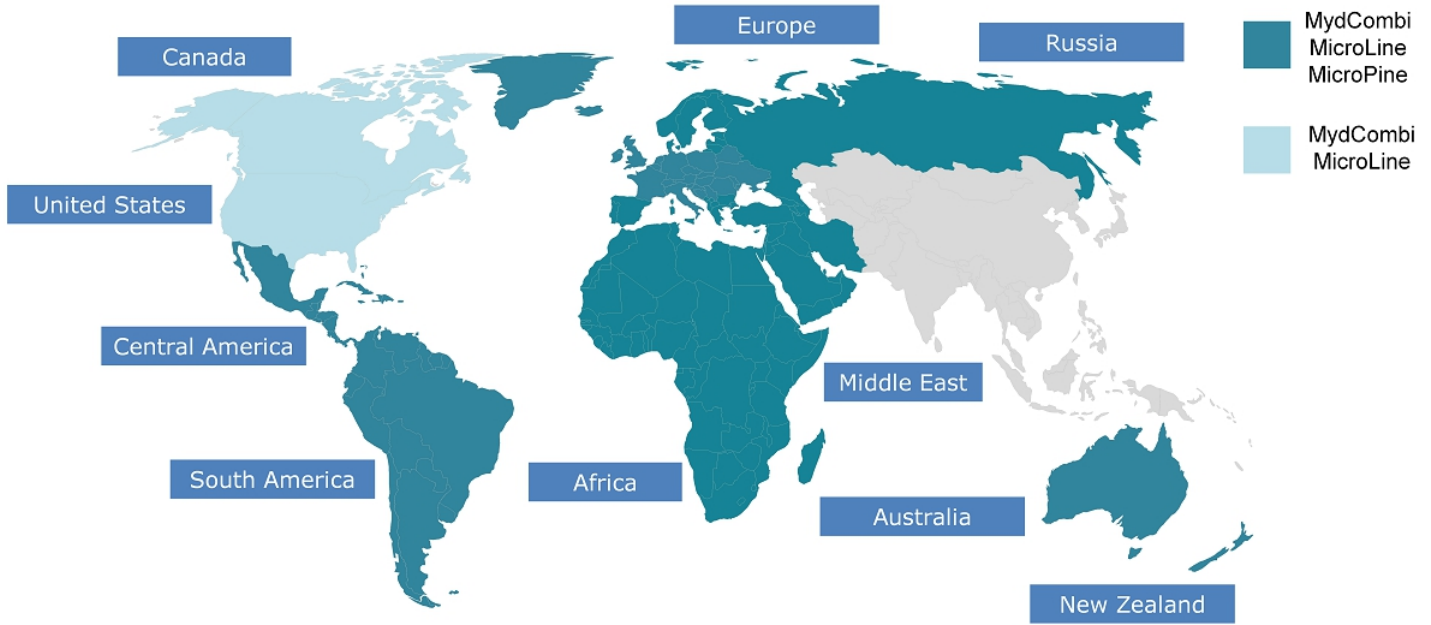 Europe
Russia
Canada
United States
Central America
Middle East
South America
Africa
Australia
New Zealand
MydCombi
MicroLine
MicroPine
MydCombi
MicroLine